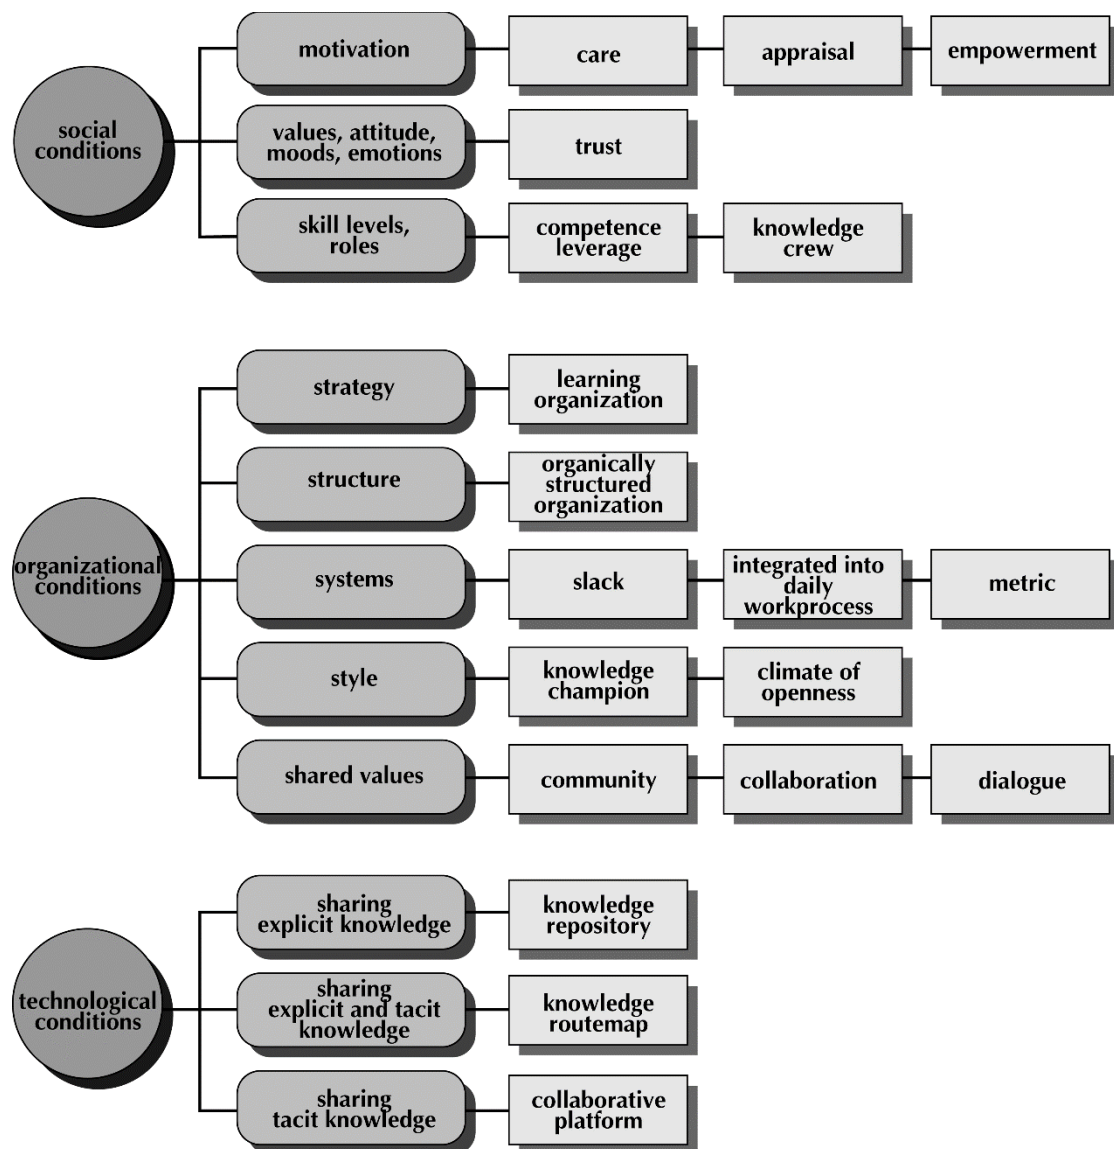 motivation
care
appraisal
empowerment
social
conditions
values, attitude,
moods, emotions
trust
skill levels,
roles
competence
leverage
knowledge
crew
strategy
learning
organization
structure
organically
structured
organization
organizational
conditions
systems
slack
integrated into
daily
workprocess
metric
style
knowledge
champion
climate of
openness
shared values
community
collaboration
dialogue
sharing
explicit knowledge
knowledge
repository
technological
conditions
sharing
explicit and tacit
knowledge
knowledge
routemap
sharing
tacit knowledge
collaborative
platform